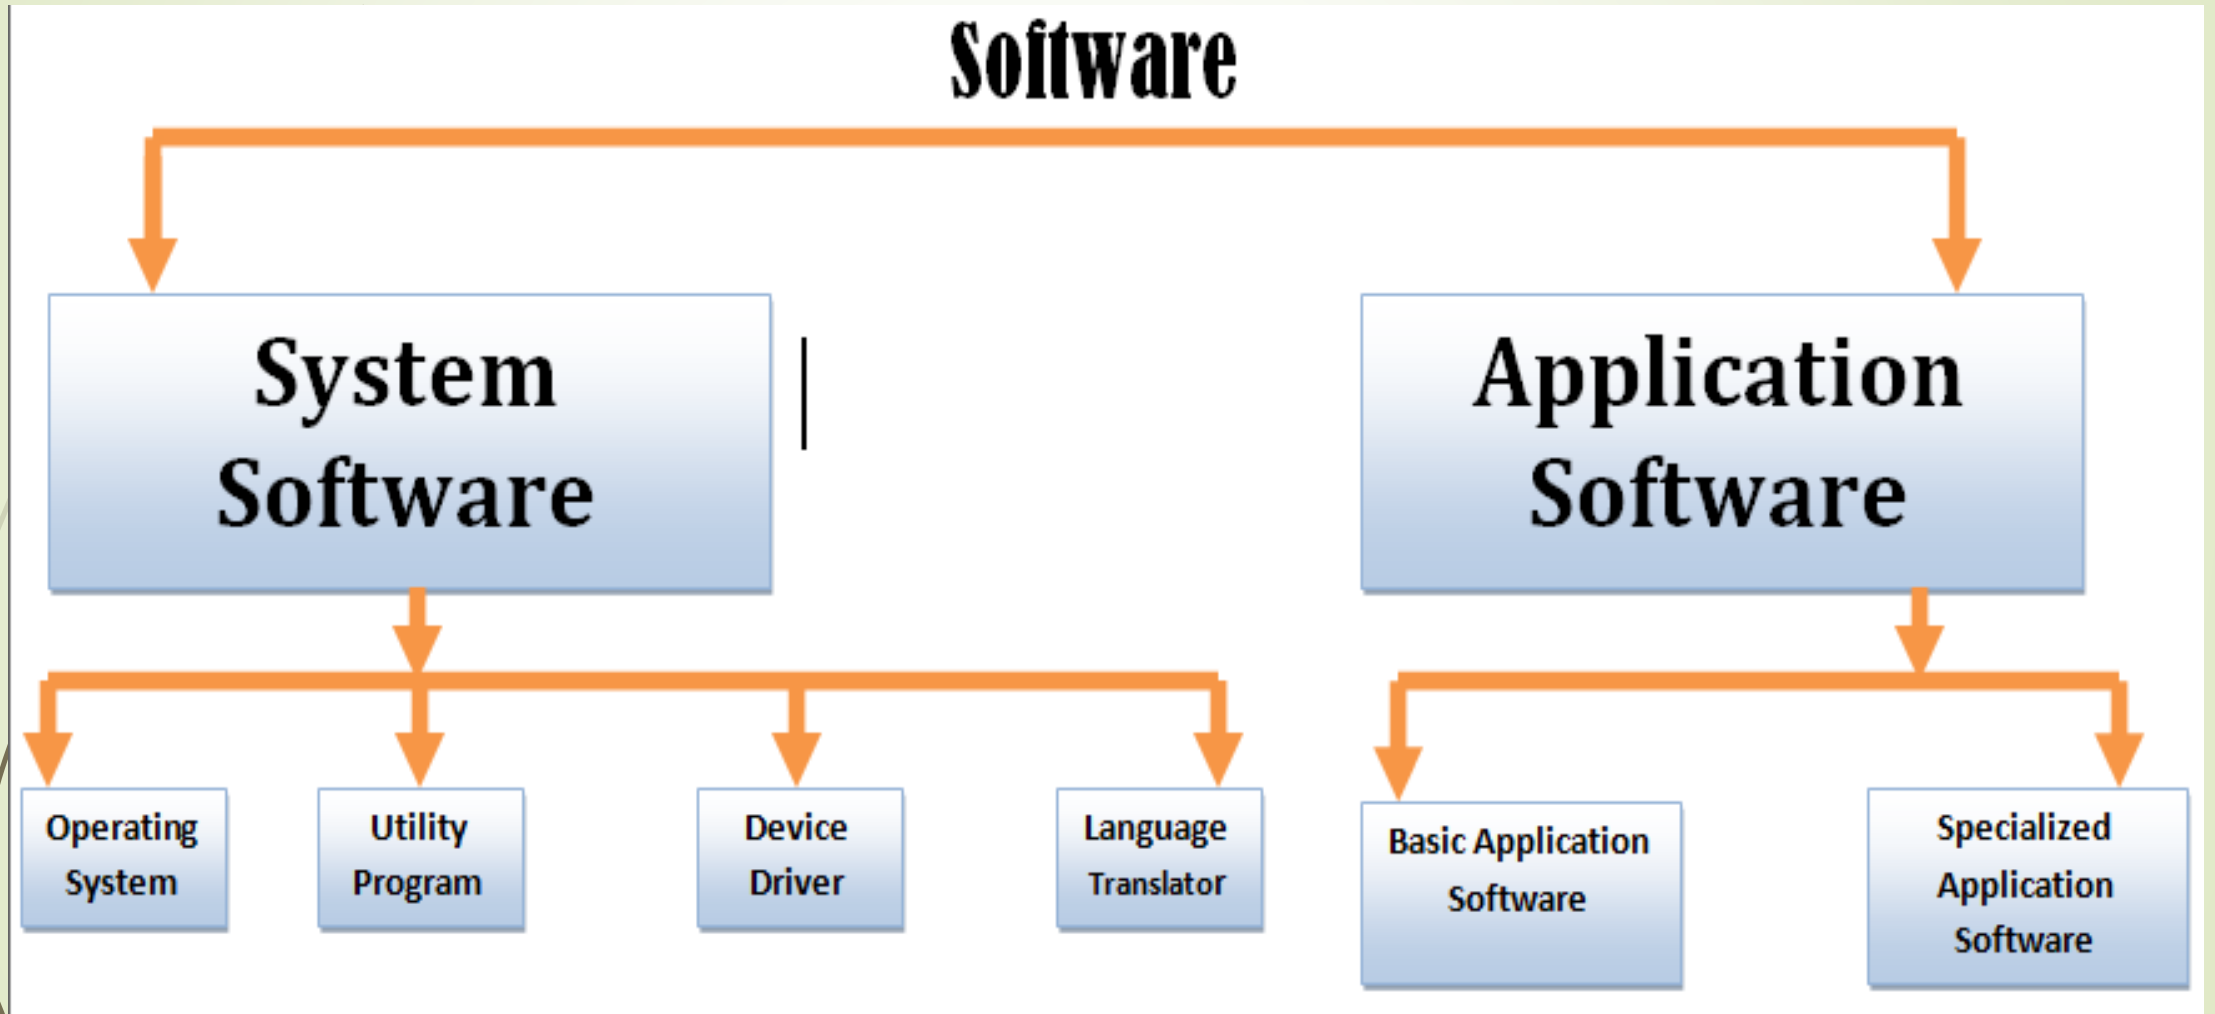 Software
System
Software
Application
Software
Operating
System
Utility
Program
Device
Driver
Language
Translator
Basic Application
Software
Specialized
Application
Software